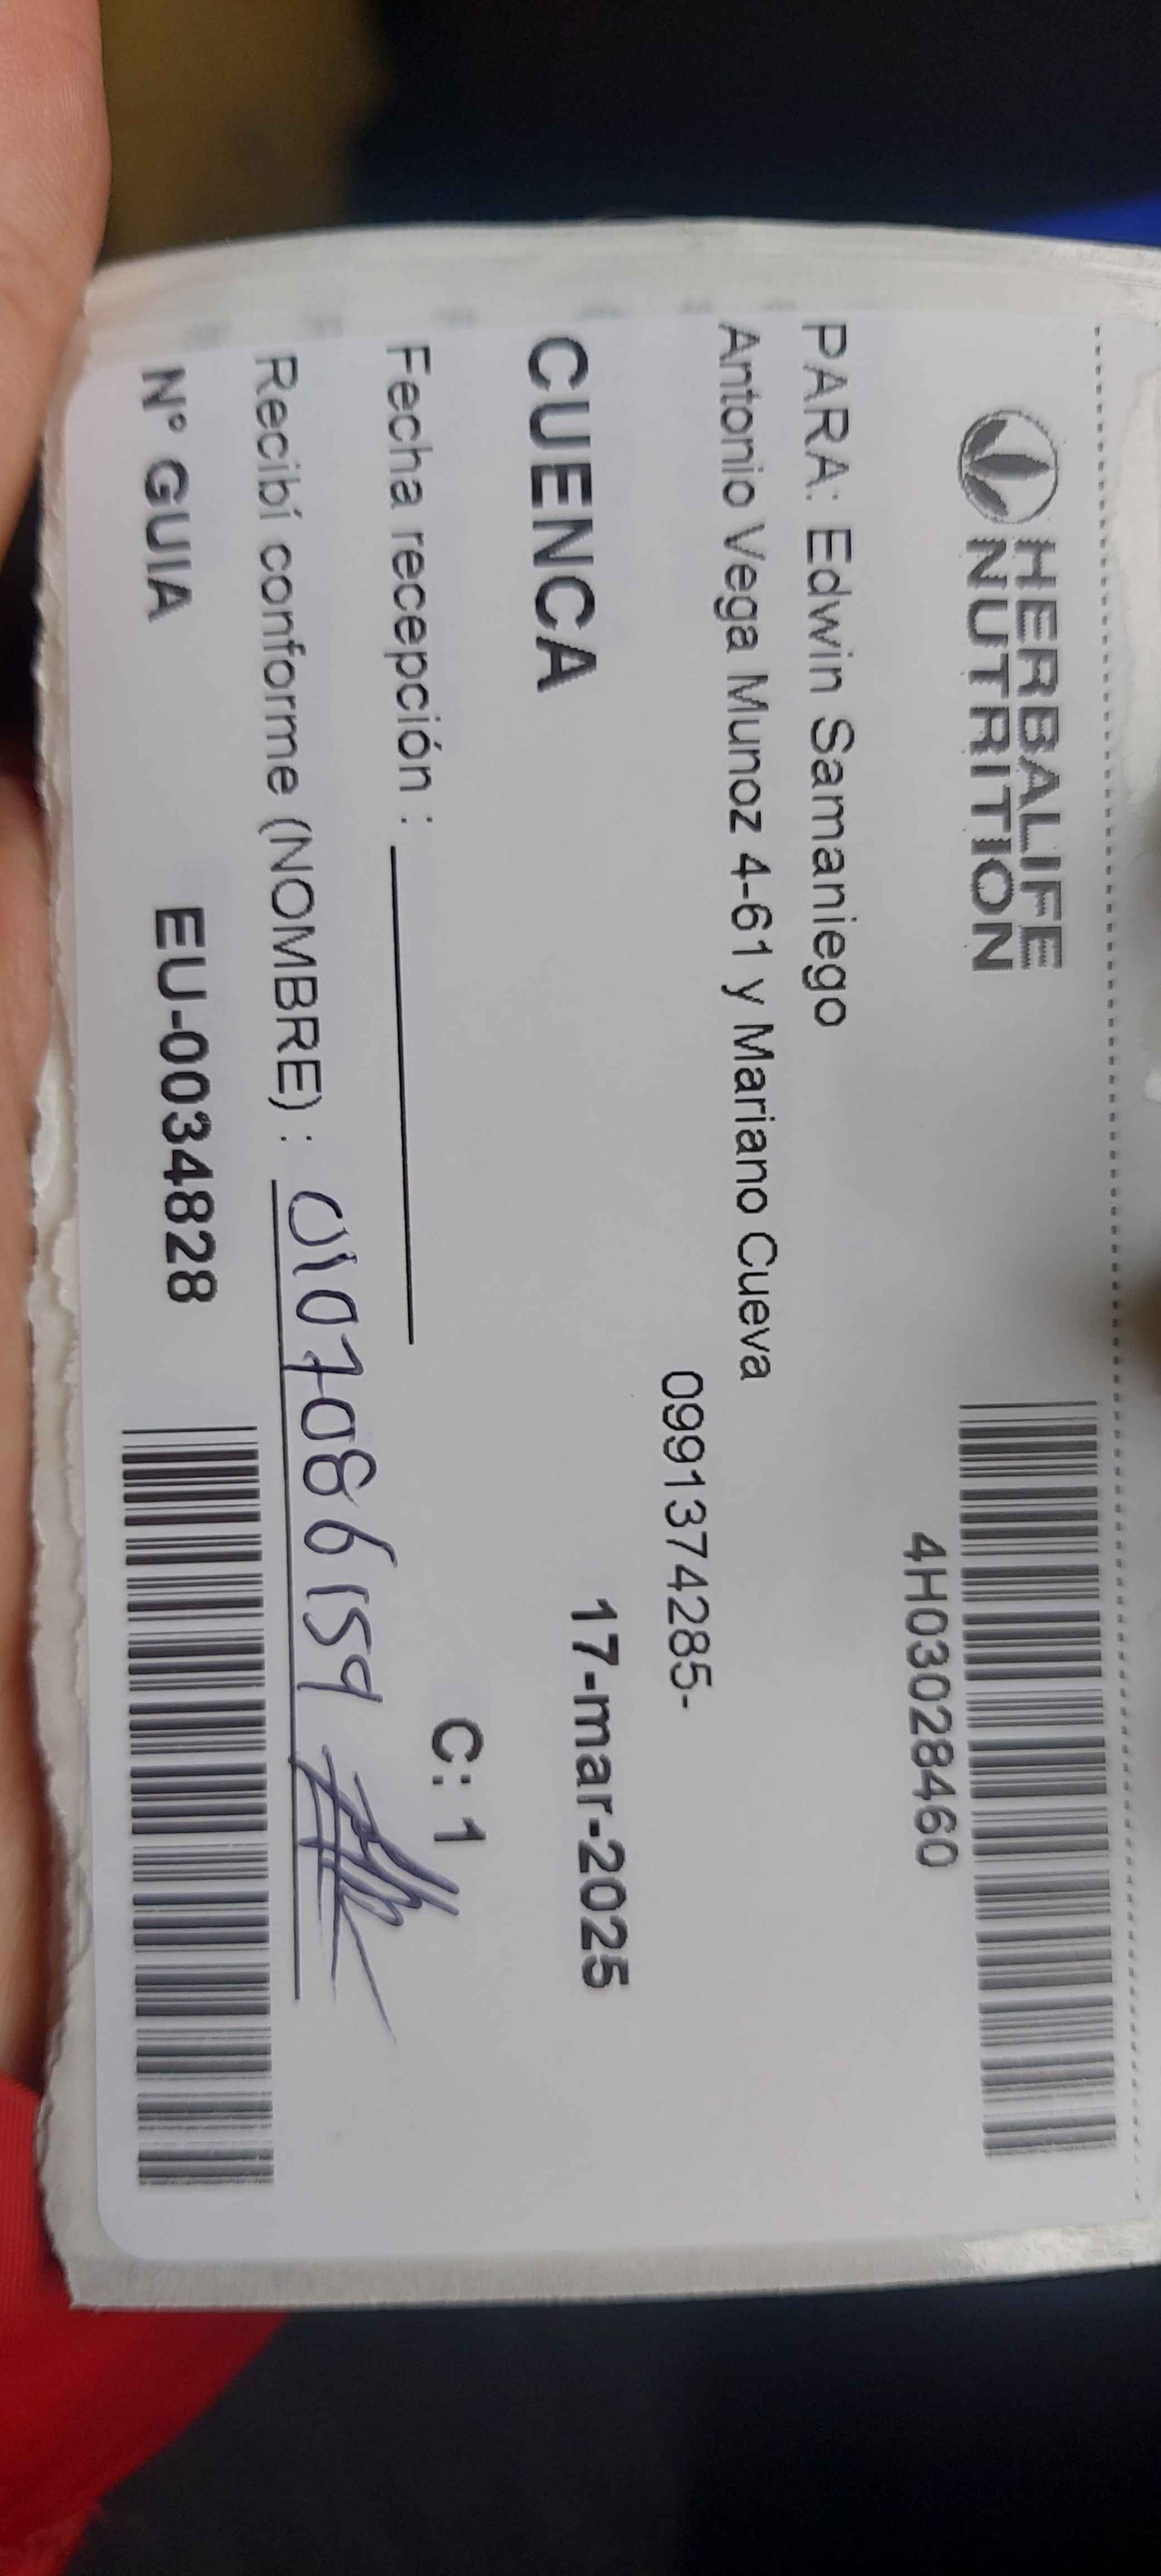 HERBALIFE
NUTRITION
4H03028460
PARA: Edwin Samaniego
Antonio Vega Munoz 4-61 y Mariano Cueva
0991374285-
CUENCA 17-mar-2025
Fecha recepción : C: 1
Recibí conforme (NOMBRE) : 0107086159
N° GUIA EU-0034828